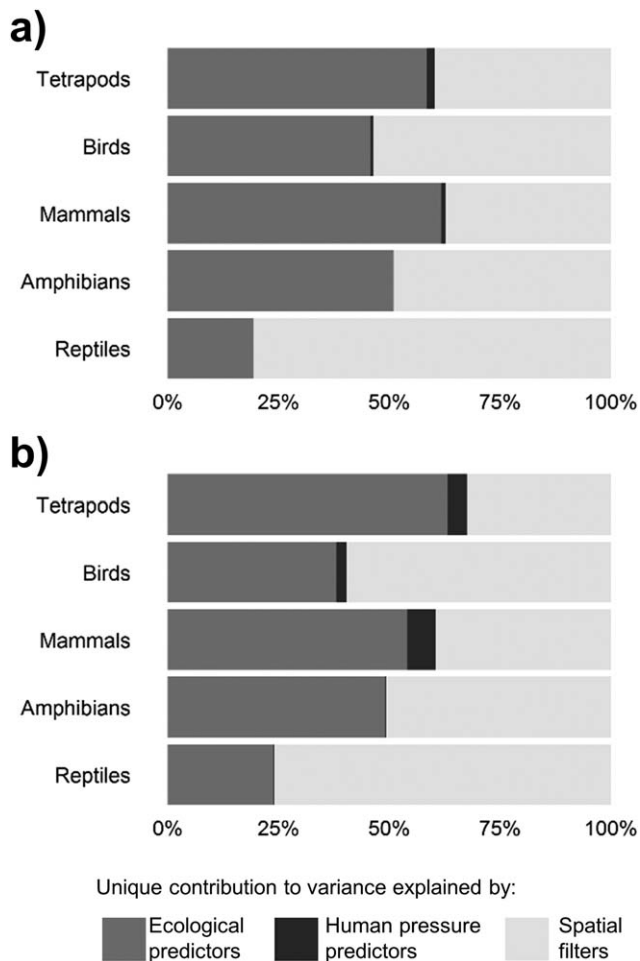 a)
Tetrapods
Birds
Mammals
Amphibians
Reptiles
0% 25% 50% 75% 100%
b)
Tetrapods
Birds
Mammals
Amphibians
Reptiles
0% 25% 50% 75% 100%
Unique contribution to variance explained by:
Ecological Human pressure Spatial
predictors predictors filters